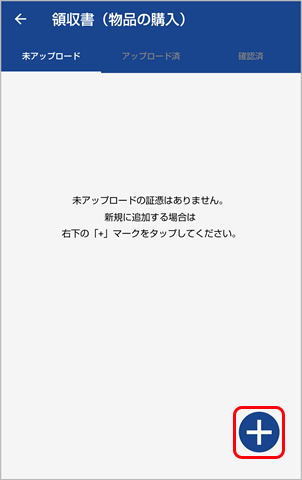 領収書（物品の購入）
未アップロード アップロード済 確認済
未アップロードの証憑はありません。
新規に追加する場合は
右下の「+」マークをタップしてください。